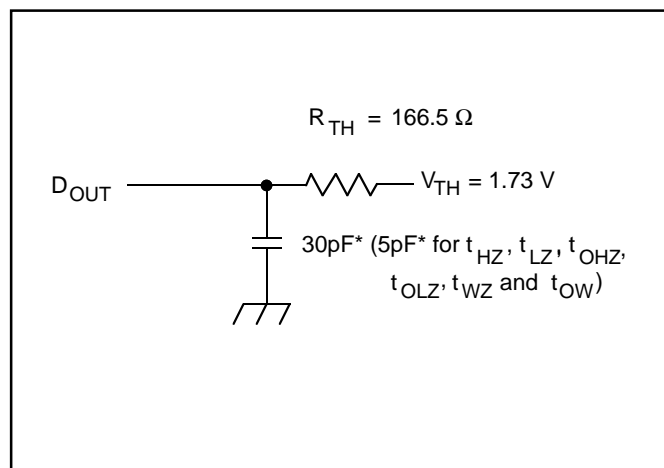 R_TH = 166.5 Ω
D_OUT
V_TH = 1.73 V
30pF* (5pF* for t_HZ, t_LZ, t_OHZ,
t_OLZ, t_WZ and t_OW)